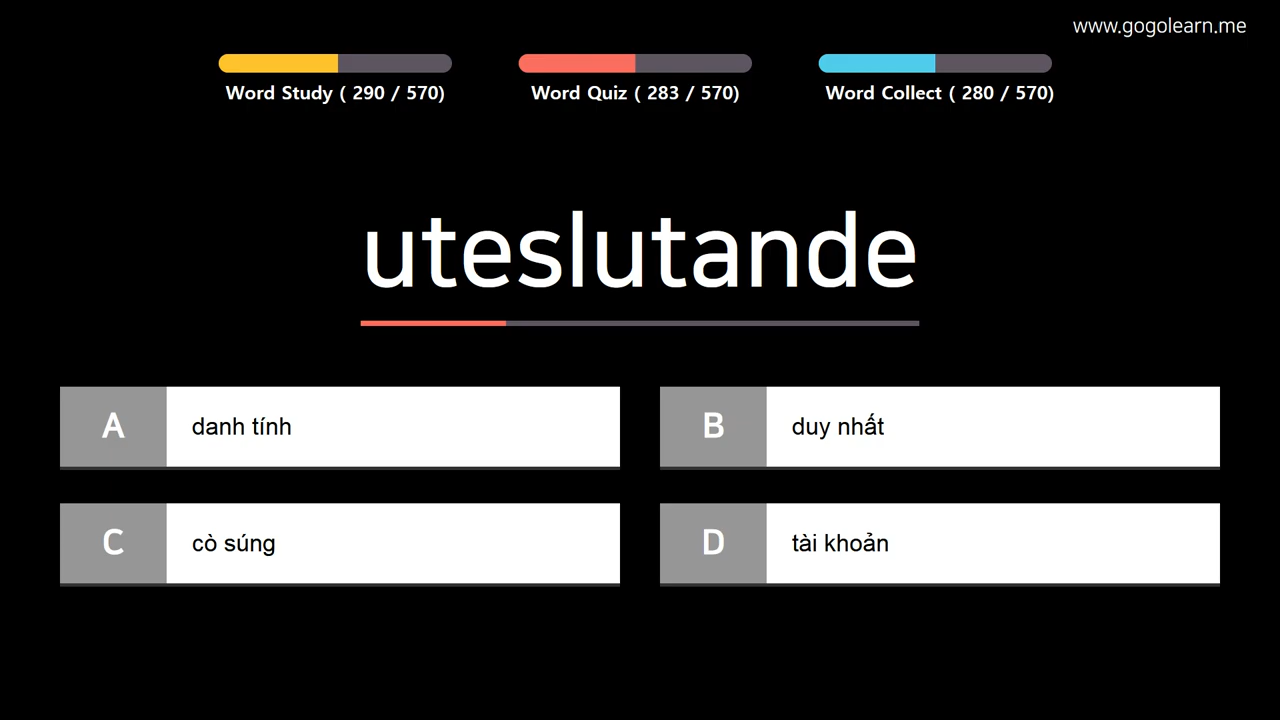 www.gogolearn.me
Word Study ( 290 / 570)
Word Quiz ( 283 / 570)
Word Collect ( 280 / 570)
uteslutande
A danh tính
B duy nhất
C cò súng
D tài khoản